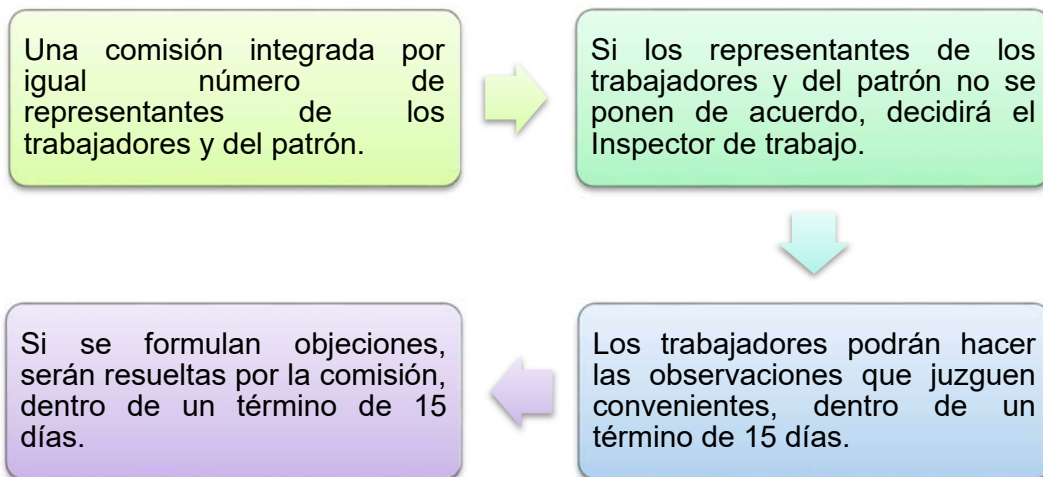 Una comisión integrada por
igual número de
representantes de los
trabajadores y del patrón.
Si los representantes de los
trabajadores y del patrón no se
ponen de acuerdo, decidirá el
Inspector de trabajo.
Los trabajadores podrán hacer
las observaciones que juzguen
convenientes, dentro de un
término de 15 días.
Si se formulan objeciones,
serán resueltas por la comisión,
dentro de un término de 15
días.